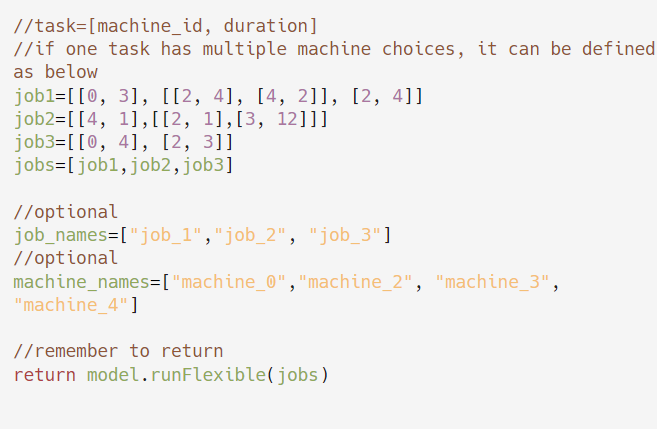 //task=[machine_id, duration]
//if one task has multiple machine choices, it can be defined
as below
job1=[[0, 3], [[2, 4], [4, 2]], [2, 4]]
job2=[[4, 1],[[2, 1],[3, 12]]]
job3=[[0, 4], [2, 3]]
jobs=[job1,job2,job3]
//optional
job_names=["job_1","job_2", "job_3"]
//optional
machine_names=["machine_0","machine_2", "machine_3",
"machine_4"]
//remember to return
return model.runFlexible(jobs)